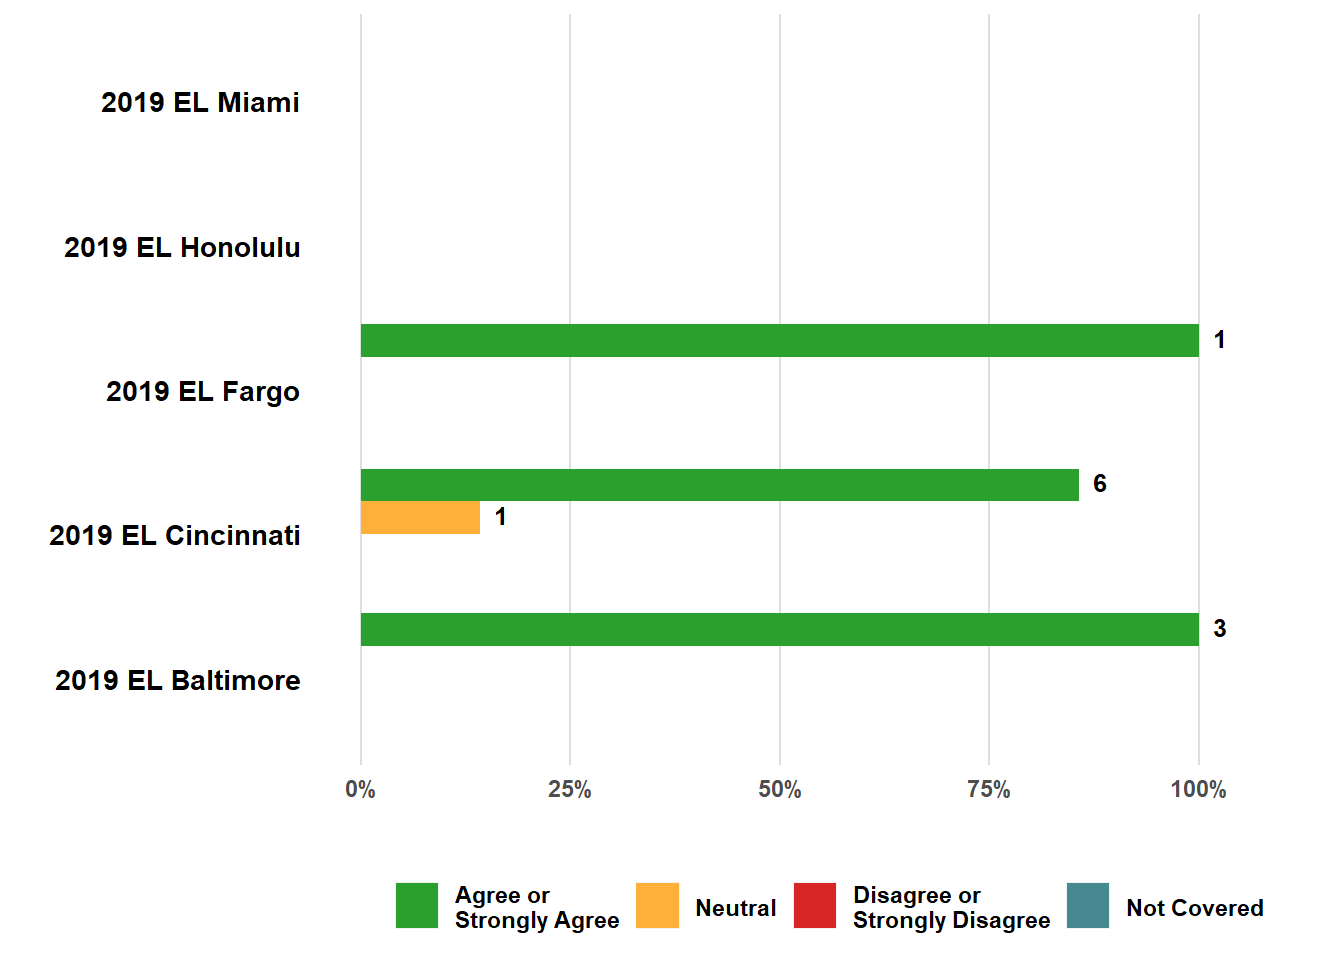 2019 EL Miami
2019 EL Honolulu
1
2019 EL Fargo
6
1
2019 EL Cincinnati
3
2019 EL Baltimore
0%
25%
50%
75%
100%
Agree or
Strongly Agree
Neutral
Disagree or
Strongly Disagree
Not Covered